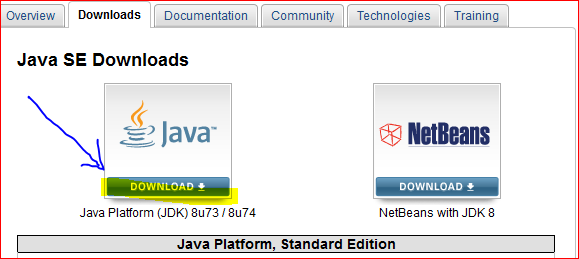 Overview Downloads Documentation Community Technologies Training
Java SE Downloads
Java™ NetBeans
DOWNLOAD DOWNLOAD
Java Platform (JDK) 8u73 / 8u74 NetBeans with JDK 8
Java Platform, Standard Edition